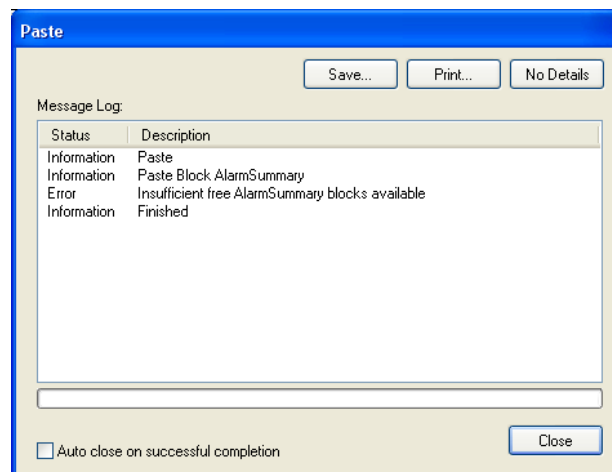 Paste
Save... Print... No Details
Message Log:
Status Description
Information Paste
Information Paste Block AlarmSummary
Error Insufficient free AlarmSummary blocks available
Information Finished
Close
Auto close on successful completion